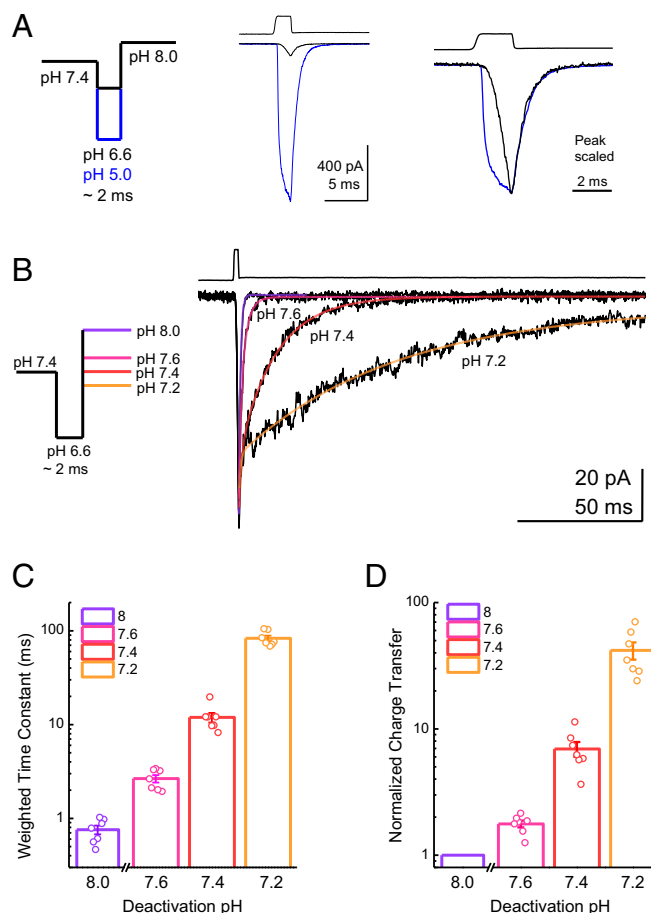 A
pH 7.4
pH 8.0
pH 6.6
pH 5.0
~ 2 ms
400 pA
5 ms
Peak
scaled
2 ms
B
pH 7.4
pH 8.0
pH 7.6
pH 7.4
pH 7.2
pH 6.6
~ 2 ms
pH 7.6
pH 7.4
pH 7.2
20 pA
50 ms
C
Weighted Time Constant (ms)
100
10
1
8
7.6
7.4
7.2
8.0
7.6
7.4
7.2
Deactivation pH
D
Normalized Charge Transfer
100
10
1
8
7.6
7.4
7.2
8.0
7.6
7.4
7.2
Deactivation pH